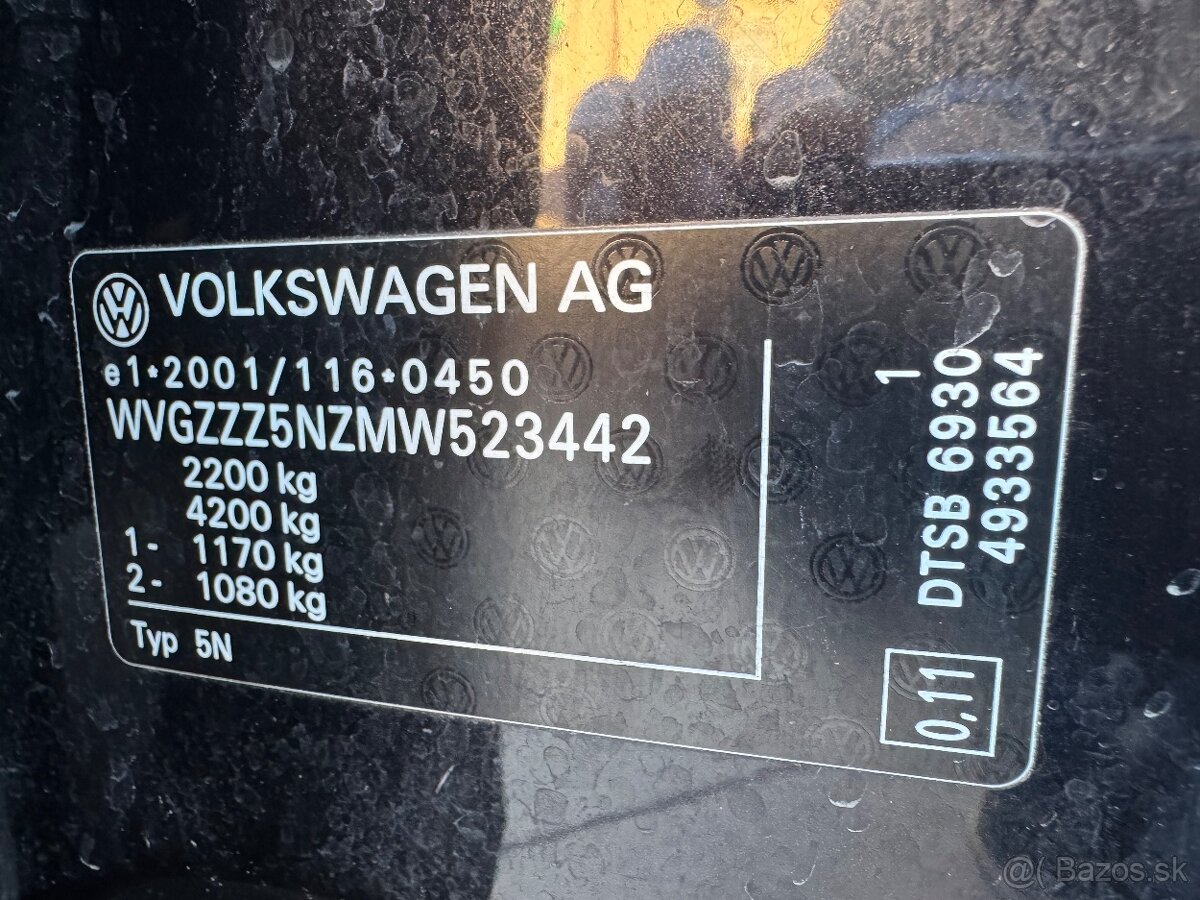 VOLKSWAGEN AG
e1*2001/116*0450
WVGZZZ5NZMW523442
2200 kg
4200 kg
1- 1170 kg
2- 1080 kg
Typ 5N
1
DTSB 6930
4933564
0,11
@( Bazos.sk